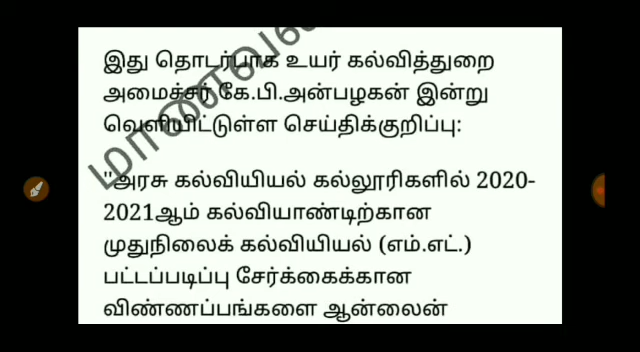 இது தொடர்பாக உயர் கல்வித்துறை
அமைச்சர் கே.பி.அன்பழகன் இன்று
வெளியிட்டுள்ள செய்திக்குறிப்பு:
"அரசு கல்வியியல் கல்லூரிகளில் 2020-
2021ஆம் கல்வியாண்டிற்கான
முதுநிலைக் கல்வியியல் (எம்.எட்.)
பட்டப்படிப்பு சேர்க்கைக்கான
விண்ணப்பங்களை ஆன்லைன்